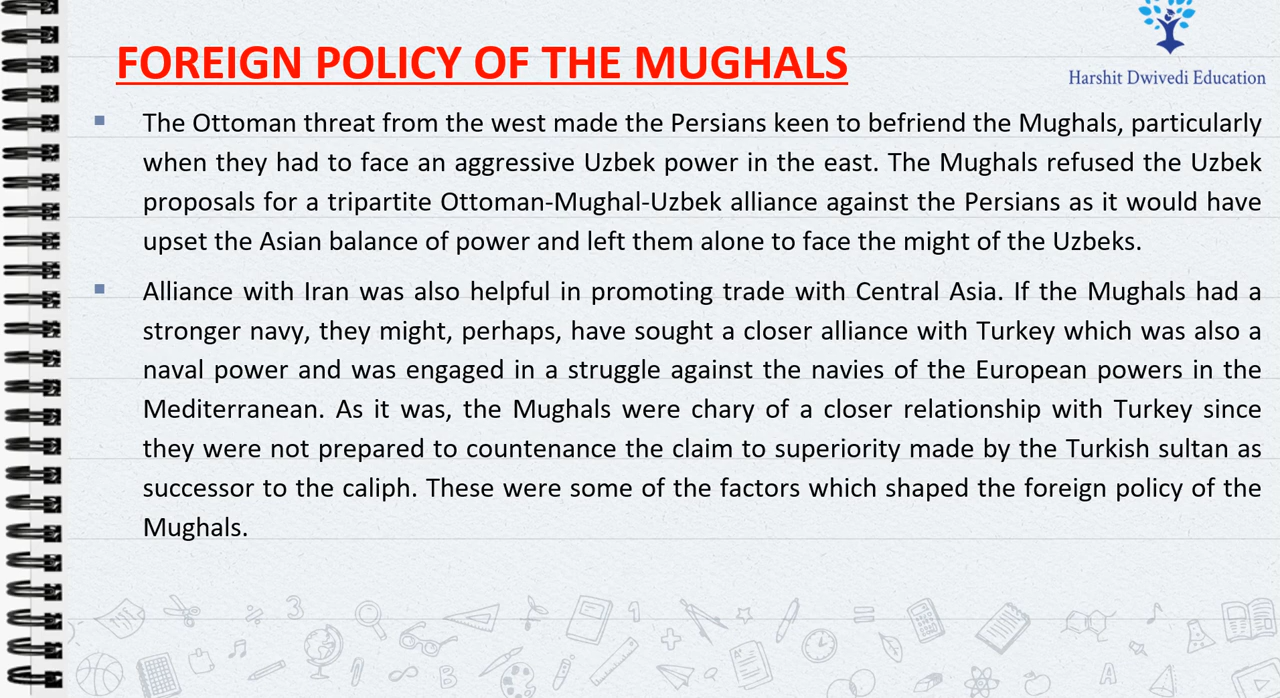 FOREIGN POLICY OF THE MUGHALS
Harshit Dwivedi Education
▪ The Ottoman threat from the west made the Persians keen to befriend the Mughals, particularly
when they had to face an aggressive Uzbek power in the east. The Mughals refused the Uzbek
proposals for a tripartite Ottoman-Mughal-Uzbek alliance against the Persians as it would have
upset the Asian balance of power and left them alone to face the might of the Uzbeks.
▪ Alliance with Iran was also helpful in promoting trade with Central Asia. If the Mughals had a
stronger navy, they might, perhaps, have sought a closer alliance with Turkey which was also a
naval power and was engaged in a struggle against the navies of the European powers in the
Mediterranean. As it was, the Mughals were chary of a closer relationship with Turkey since
they were not prepared to countenance the claim to superiority made by the Turkish sultan as
successor to the caliph. These were some of the factors which shaped the foreign policy of the
Mughals.